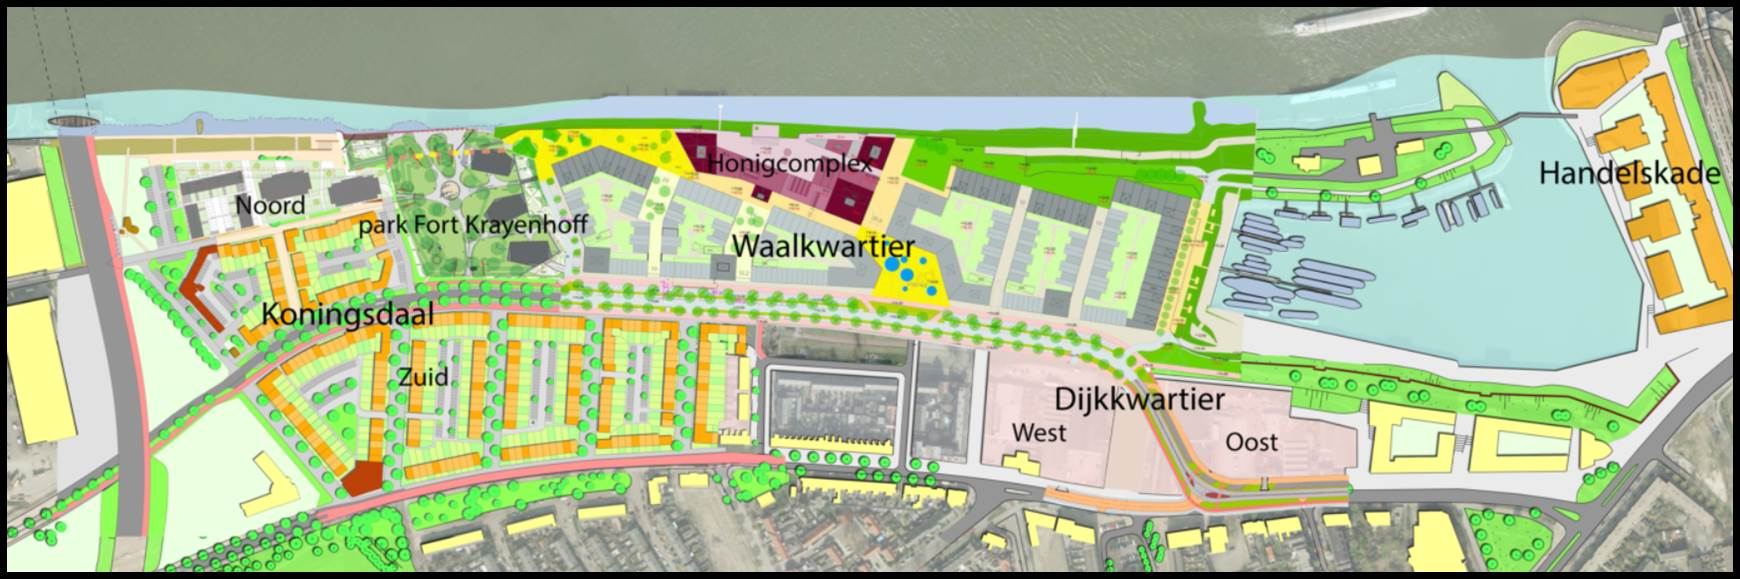 Honigcomplex
Handelskade
Noord
park Fort Krayenhoff
Waalkwartier
Koningsdaal
Zuid
Dijkkwartier
West
Oost